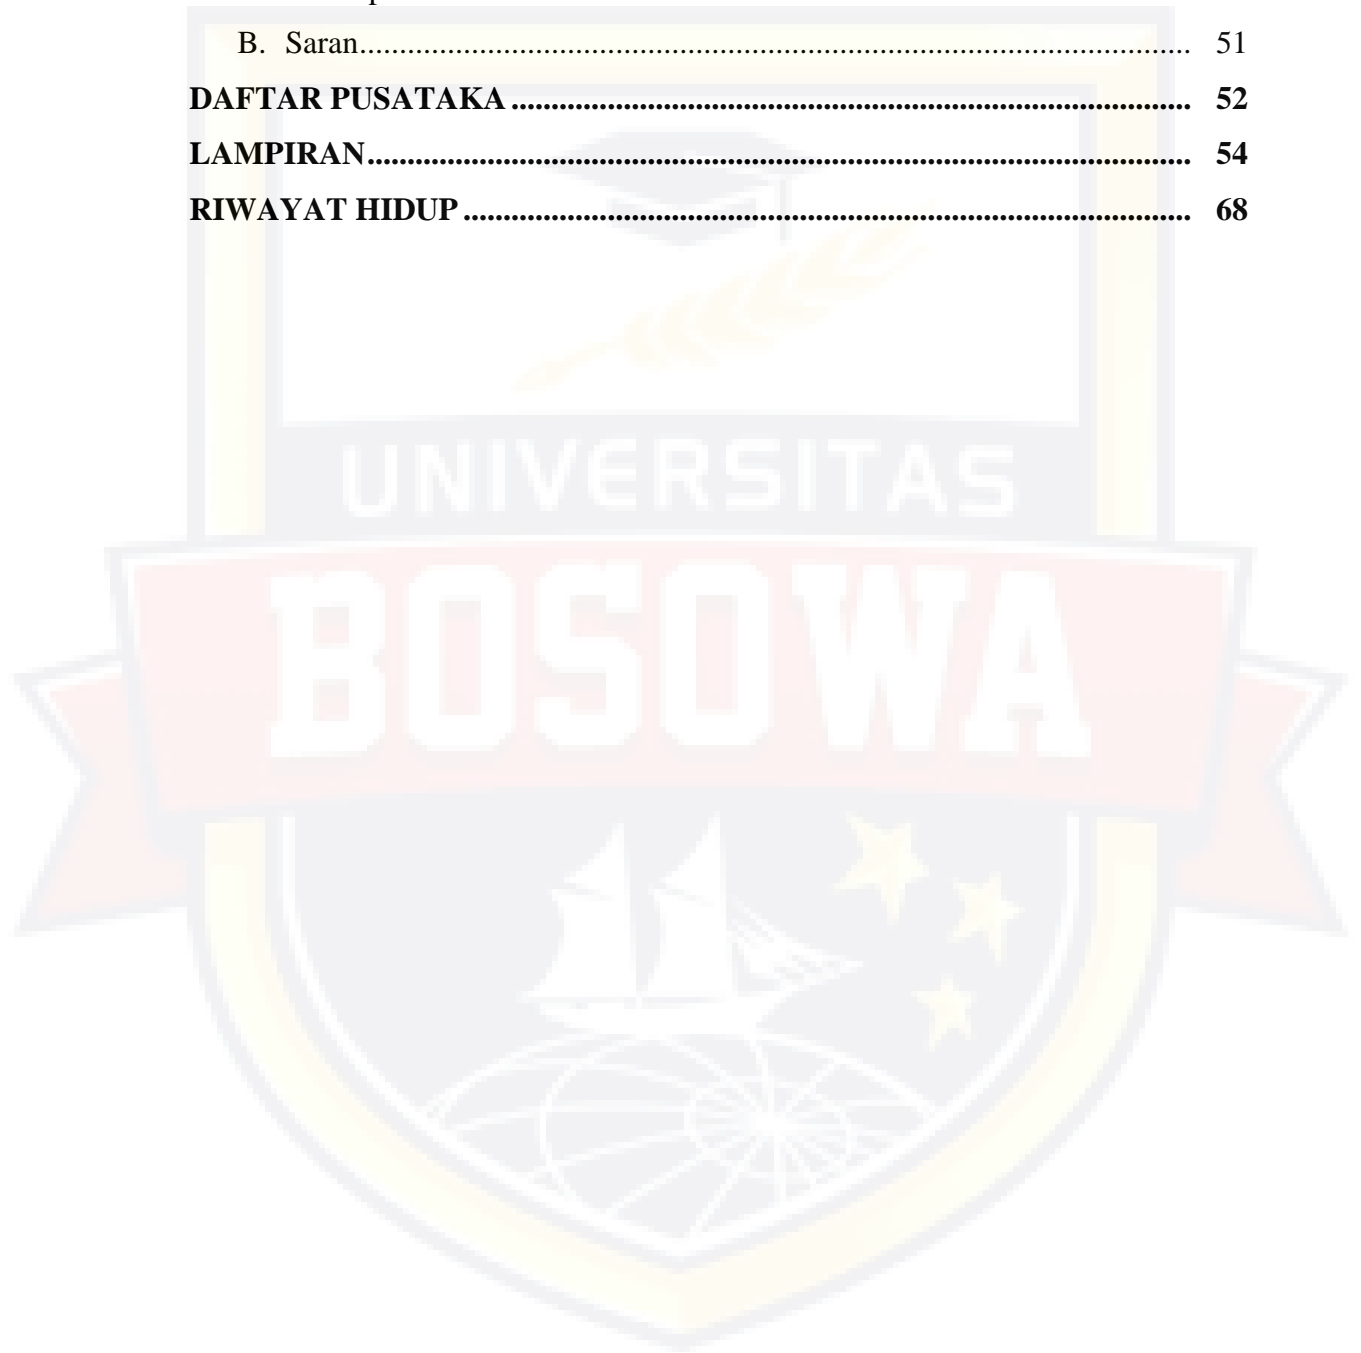 B. Saran........................................................................................................ 51
DAFTAR PUSATAKA ..................................................................................... 52
LAMPIRAN....................................................................................................... 54
RIWAYAT HIDUP ........................................................................................... 68
UNIVERSITAS
BOSOWA